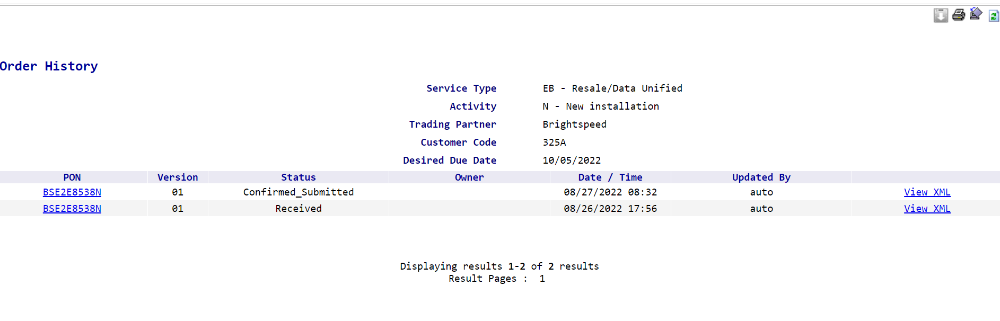 Order History
Service Type EB - Resale/Data Unified
Activity N - New installation
Trading Partner Brightspeed
Customer Code 325A
Desired Due Date 10/05/2022
PON Version Status Owner Date / Time Updated By
BSE2E8538N 01 Confirmed_Submitted 08/27/2022 08:32 auto View XML
BSE2E8538N 01 Received 08/26/2022 17:56 auto View XML
Displaying results 1-2 of 2 results
Result Pages : 1